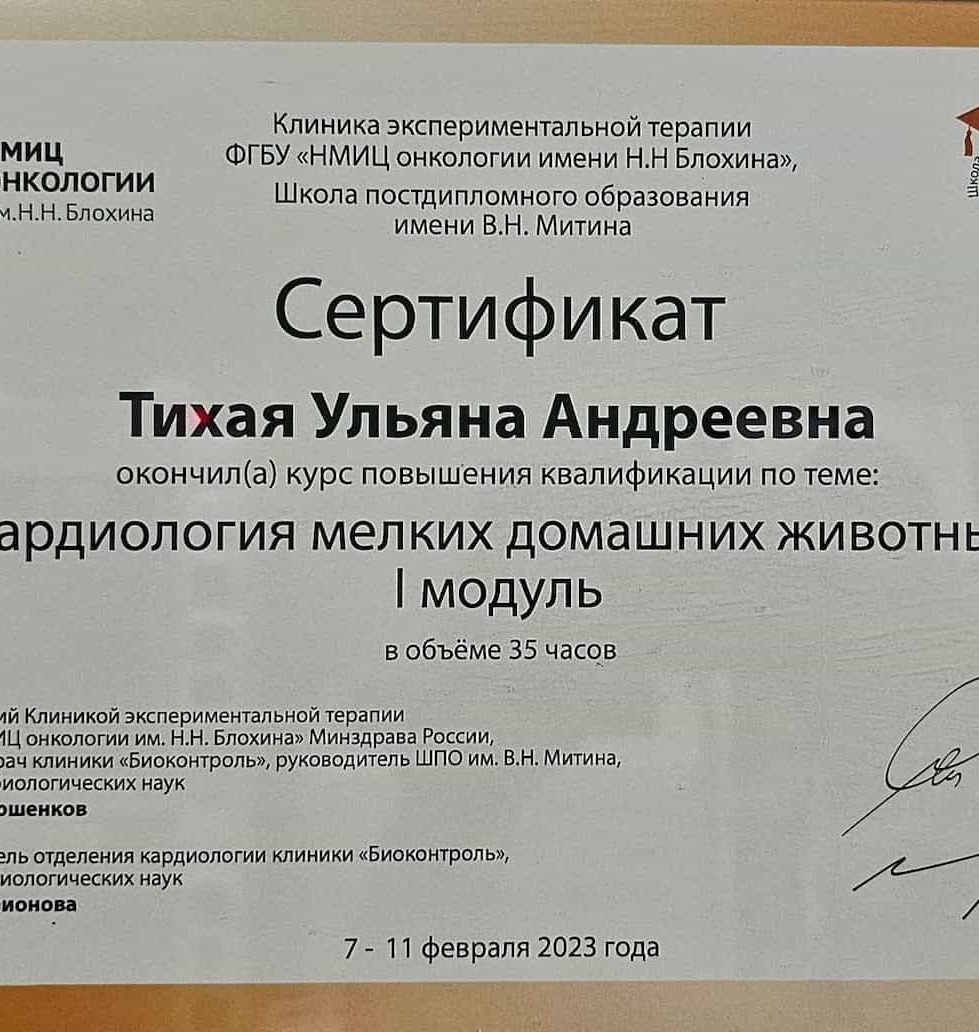 МИЦ
ОНКОЛОГИИ
м.Н.Н. Блохина
Клиника экспериментальной терапии
ФГБУ «НМИЦ онкологии имени Н.Н Блохина»,
Школа постдипломного образования
имени В.Н. Митина
Школа
Сертификат
Тихая Ульяна Андреевна
окончил(а) курс повышения квалификации по теме:
ардиология мелких домашних животны
I модуль
в объёме 35 часов
ий Клиникой экспериментальной терапии
ИЦ онкологии им. Н.Н. Блохина» Минздрава России,
рач клиники «Биоконтроль», руководитель ШПО им. В.Н. Митина,
биологических наук
ошенков
ель отделения кардиологии клиники «Биоконтроль»,
иологических наук
ионова
7 - 11 февраля 2023 года